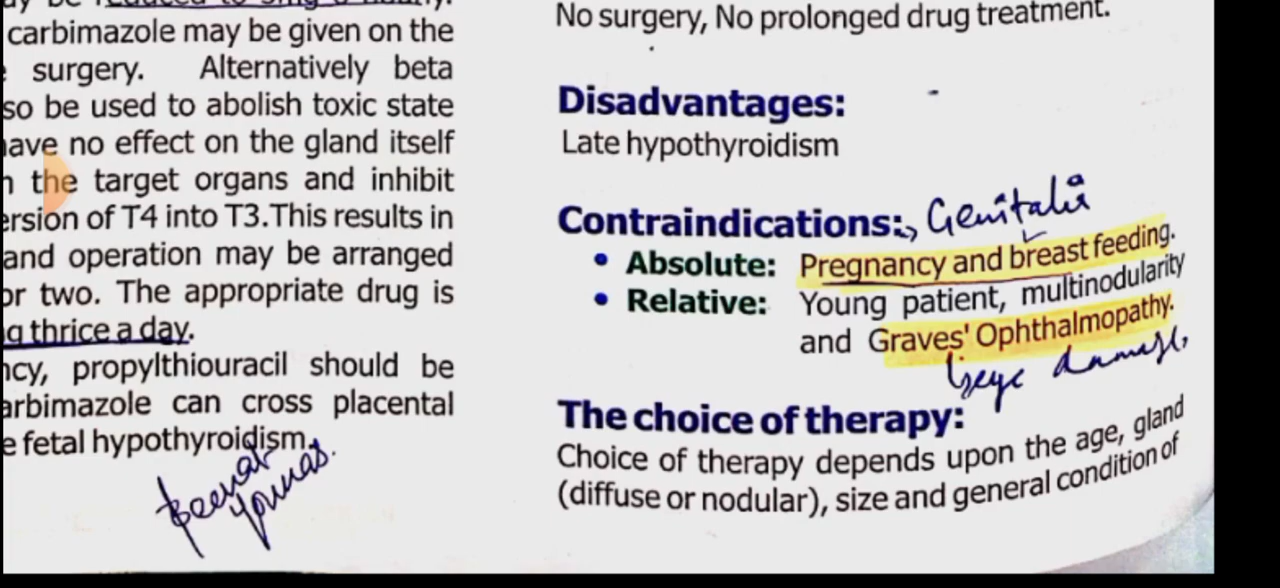 carbimazole may be given on the
surgery. Alternatively beta
so be used to abolish toxic state
ave no effect on the gland itself
the target organs and inhibit
ersion of T4 into T3.This results in
and operation may be arranged
or two. The appropriate drug is
g thrice a day.
ncy, propylthiouracil should be
arbimazole can cross placental
e fetal hypothyroidism.
No surgery, No prolonged drug treatment.
Disadvantages:
Late hypothyroidism
Contraindications: Genitalia
• Absolute: Pregnancy and breast feeding.
• Relative: Young patient, multinodularity
and Graves' Ophthalmopathy.
eye damage
The choice of therapy:
Choice of therapy depends upon the age, gland
(diffuse or nodular), size and general condition of